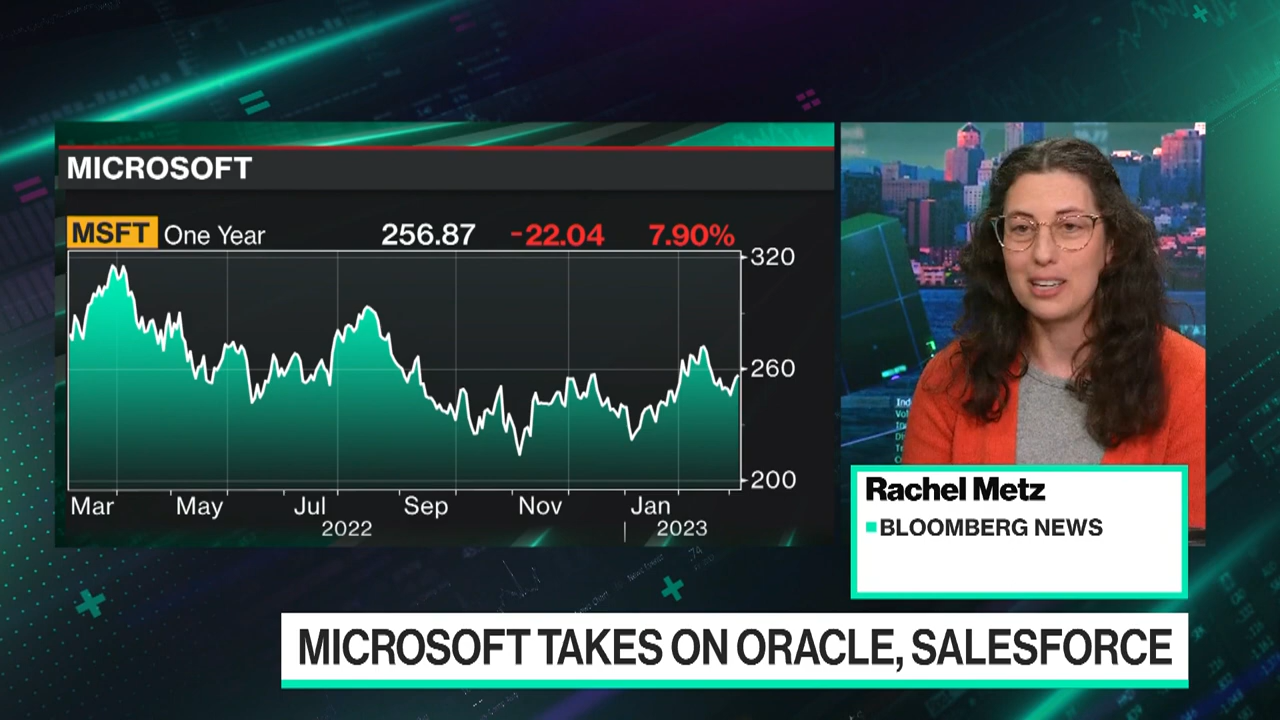 MICROSOFT
MSFT One Year 256.87 -22.04 7.90%
320
260
200
Mar May Jul Sep Nov Jan
2022 2023
Rachel Metz
BLOOMBERG NEWS
MICROSOFT TAKES ON ORACLE, SALESFORCE